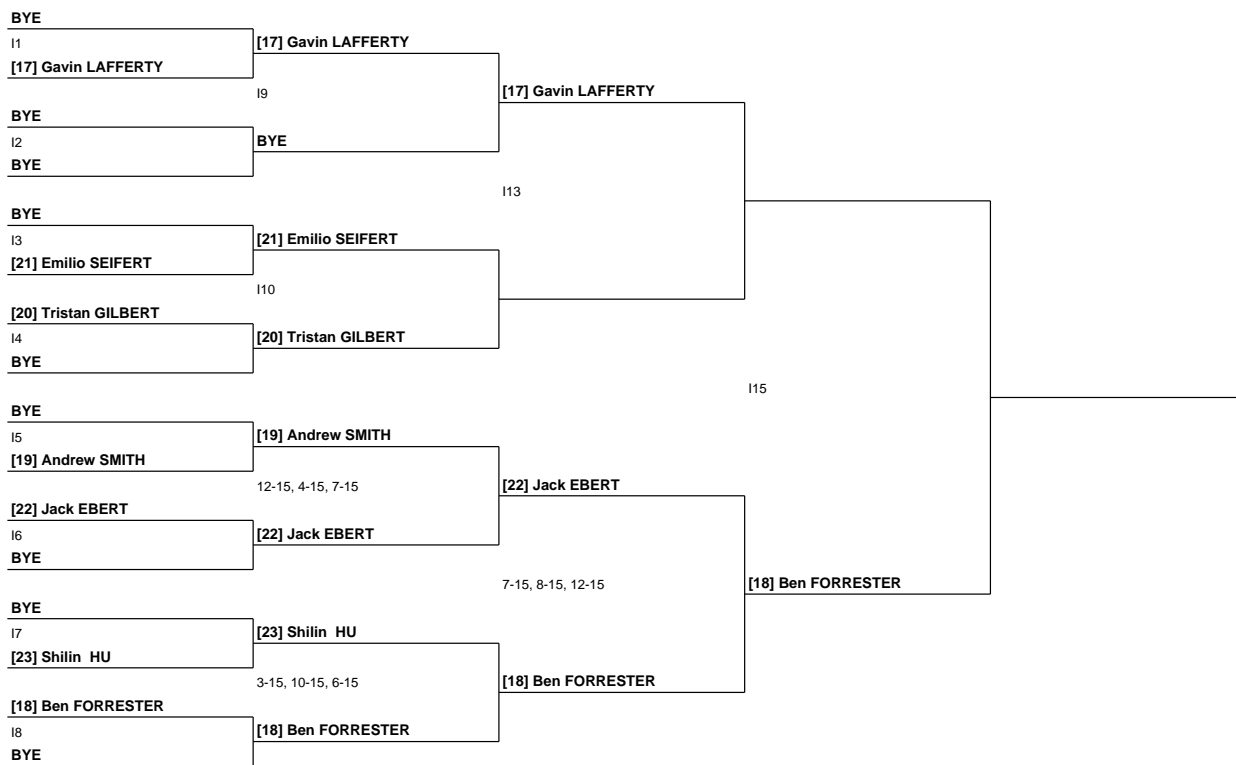 BYE
I1
[17] Gavin LAFFERTY
[17] Gavin LAFFERTY
I9
[17] Gavin LAFFERTY
BYE
I2
BYE
BYE
I13
BYE
I3
[21] Emilio SEIFERT
[21] Emilio SEIFERT
I10
[20] Tristan GILBERT
I4
[20] Tristan GILBERT
BYE
I15
BYE
I5
[19] Andrew SMITH
[19] Andrew SMITH
12-15, 4-15, 7-15
[22] Jack EBERT
[22] Jack EBERT
I6
[22] Jack EBERT
BYE
7-15, 8-15, 12-15
[18] Ben FORRESTER
BYE
I7
[23] Shilin  HU
[23] Shilin  HU
3-15, 10-15, 6-15
[18] Ben FORRESTER
[18] Ben FORRESTER
I8
[18] Ben FORRESTER
BYE